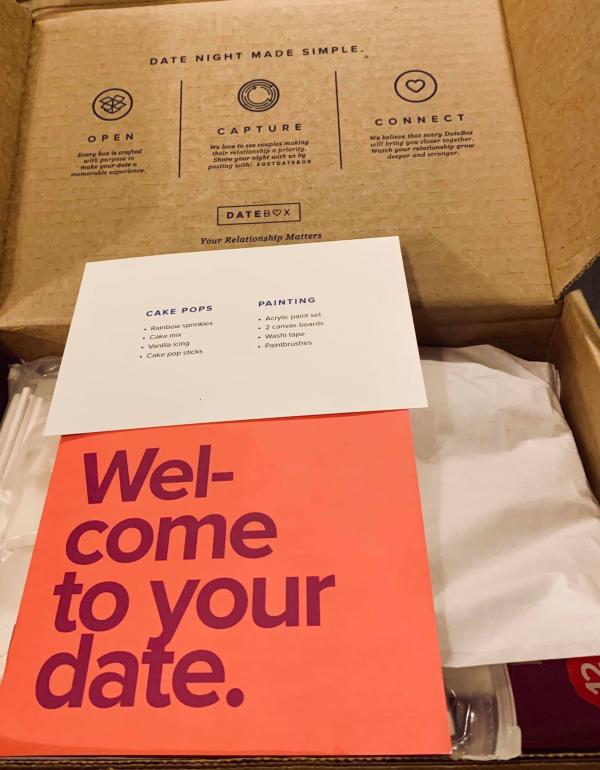 DATE NIGHT MADE SIMPLE.
OPEN
Every box is crafted
with purpose to
make your date a
memorable experience.
CAPTURE
We love to see couples making
their relationship a priority.
Share your night with us by
posting with: #GETDATEBOX
CONNECT
We believe that every DateBox
will bring you closer together.
Watch your relationship grow
deeper and stronger.
DATEB♡X
Your Relationship Matters
CAKE POPS
• Rainbow sprinkles
• Cake mix
• Vanilla icing
• Cake pop sticks
PAINTING
• Acrylic paint set
• 2 canvas boards
• Washi tape
• Paintbrushes
Wel-
come
to your
date.
12